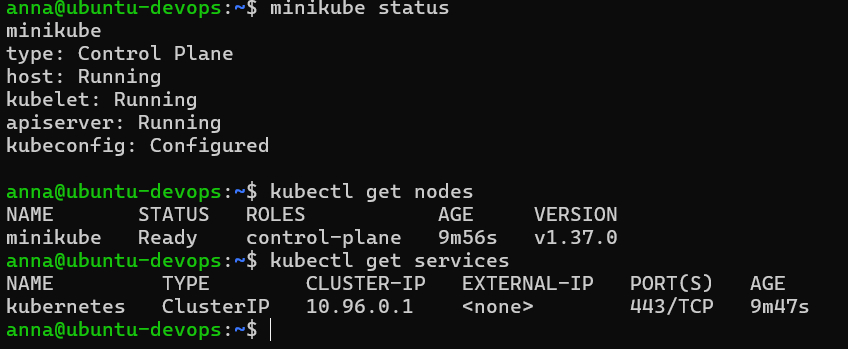 anna@ubuntu-devops:~$ minikube status
minikube
type: Control Plane
host: Running
kubelet: Running
apiserver: Running
kubeconfig: Configured

anna@ubuntu-devops:~$ kubectl get nodes
NAME       STATUS   ROLES           AGE     VERSION
minikube   Ready    control-plane   9m56s   v1.37.0
anna@ubuntu-devops:~$ kubectl get services
NAME         TYPE        CLUSTER-IP   EXTERNAL-IP   PORT(S)   AGE
kubernetes   ClusterIP   10.96.0.1    <none>        443/TCP   9m47s
anna@ubuntu-devops:~$